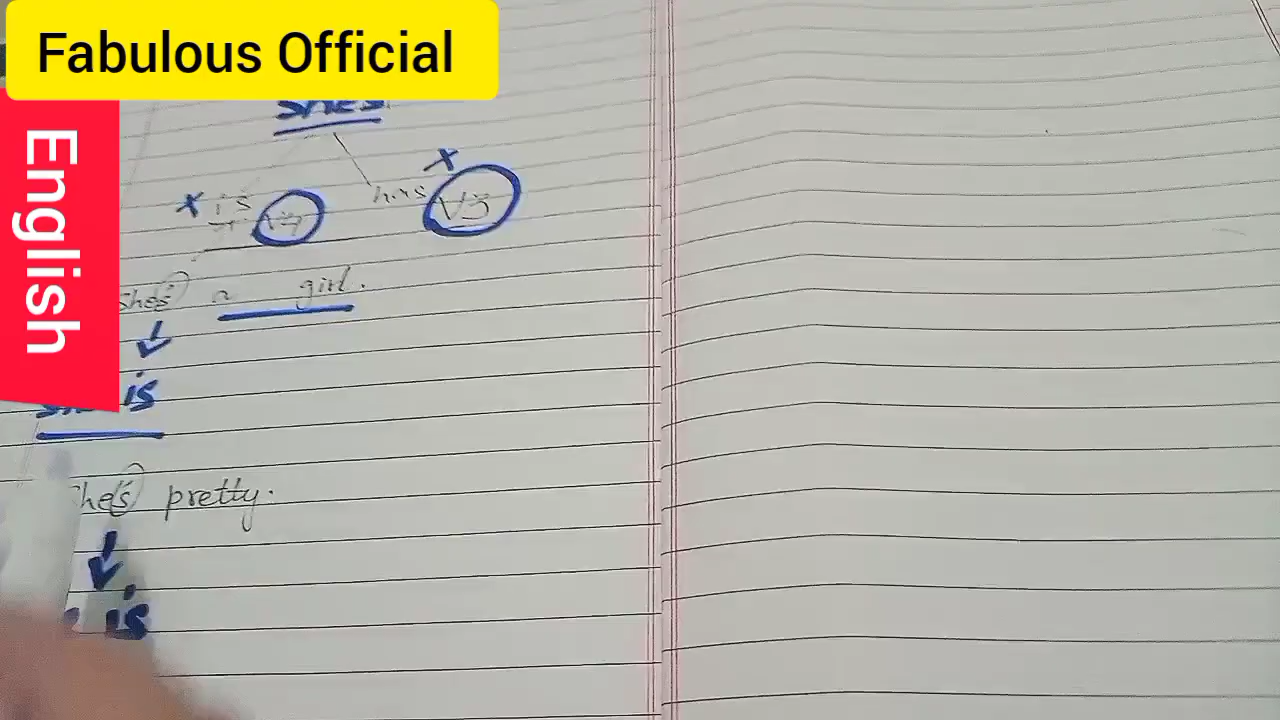 Fabulous Official
English
she's
x
x is V4
has V3
she's a girl.
is
she's pretty.
is